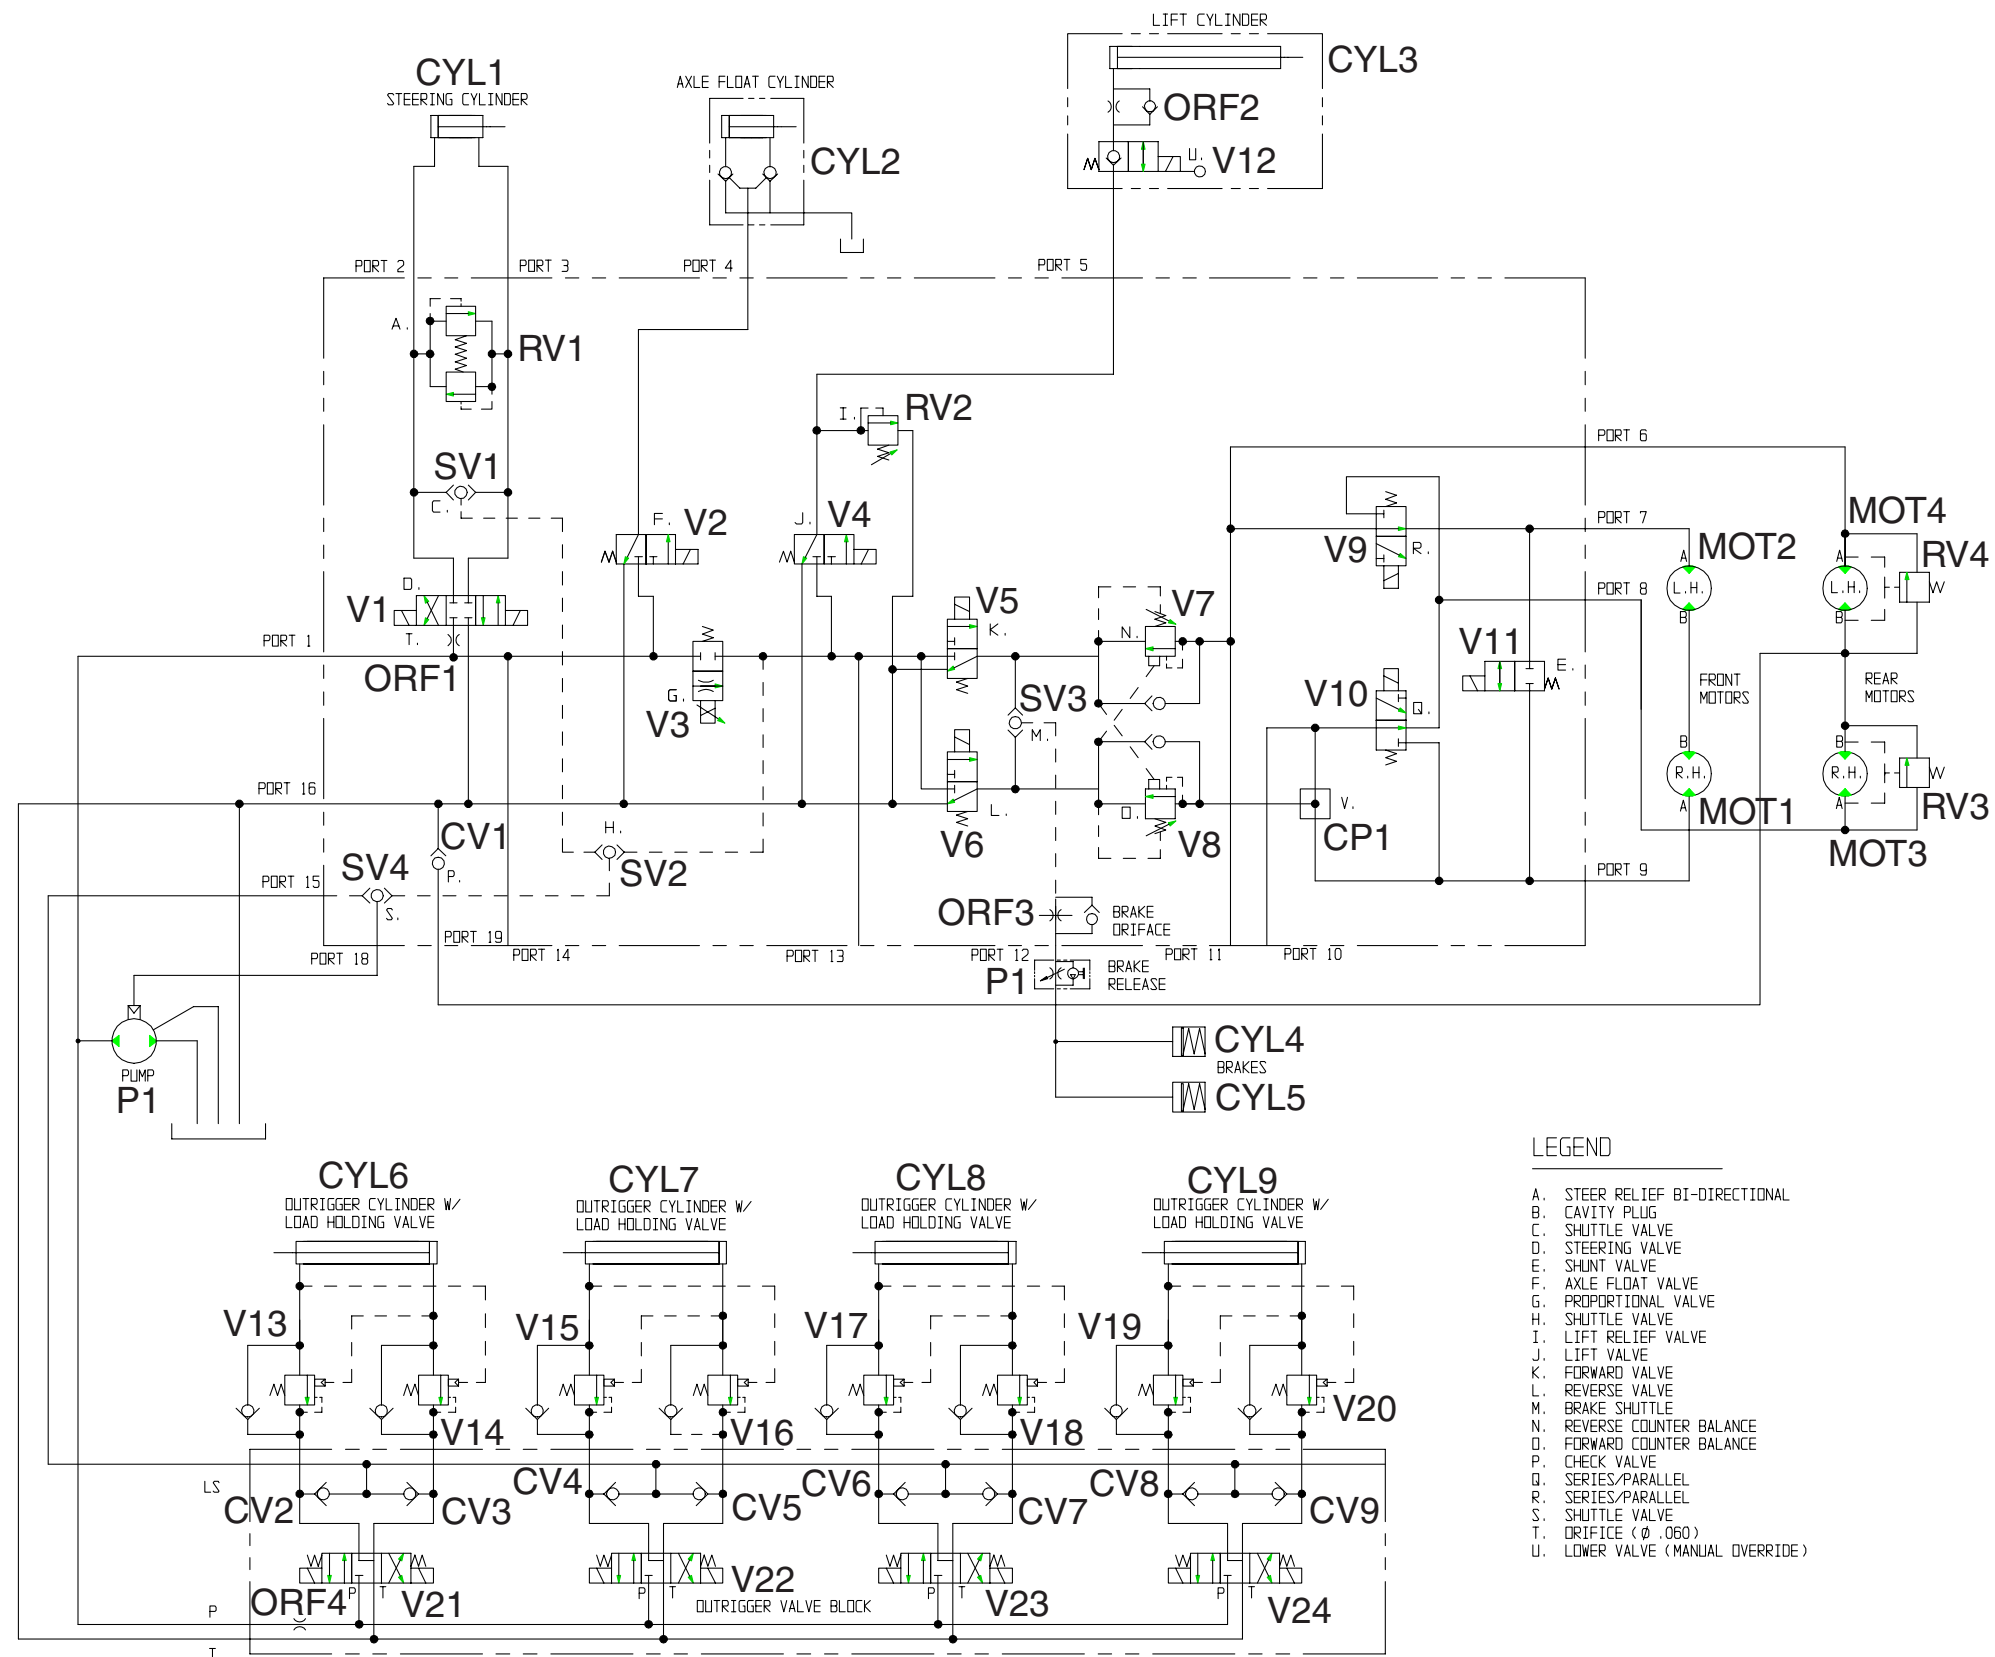 LIFT CYLINDER
CYL3
CYL1
STEERING CYLINDER
AXLE FLOAT CYLINDER
ORF2
CYL2
U.
V12
PORT 2
PORT 3
PORT 4
PORT 5
A.
RV1
I.
RV2
PORT 6
SV1
C.
F.
V2
J.
V4
PORT 7
MOT4
V9
R.
A
MOT2
A
RV4
L.H.
L.H.
W
D.
V1
T.
V5
K.
V7
N.
PORT 8
B
B
PORT 1
ORF1
G.
V3
SV3
M.
V11
E.
V10
Q.
FRONT
MOTORS
REAR
MOTORS
B
B
R.H.
R.H.
W
PORT 16
A
MOT1
A
RV3
CV1
H.
L.
O.
V.
V6
V8
CP1
MOT3
SV4
P.
SV2
PORT 15
S.
PORT 9
ORF3
BRAKE
ORIFACE
PORT 19
PORT 18
PORT 14
PORT 13
PORT 12
PORT 11
PORT 10
P1
BRAKE
RELEASE
CYL4
BRAKES
PUMP
P1
CYL5
LEGEND
A. STEER RELIEF BI-DIRECTIONAL
B. CAVITY PLUG
C. SHUTTLE VALVE
D. STEERING VALVE
E. SHUNT VALVE
F. AXLE FLOAT VALVE
G. PROPORTIONAL VALVE
H. SHUTTLE VALVE
I. LIFT RELIEF VALVE
J. LIFT VALVE
K. FORWARD VALVE
L. REVERSE VALVE
M. BRAKE SHUTTLE
N. REVERSE COUNTER BALANCE
O. FORWARD COUNTER BALANCE
P. CHECK VALVE
Q. SERIES/PARALLEL
R. SERIES/PARALLEL
S. SHUTTLE VALVE
T. ORIFICE (Ø .060)
U. LOWER VALVE (MANUAL OVERRIDE)
CYL6
OUTRIGGER CYLINDER W/
LOAD HOLDING VALVE
CYL7
OUTRIGGER CYLINDER W/
LOAD HOLDING VALVE
CYL8
OUTRIGGER CYLINDER W/
LOAD HOLDING VALVE
CYL9
OUTRIGGER CYLINDER W/
LOAD HOLDING VALVE
V13
V15
V17
V19
V14
V16
V18
V20
LS
CV2
CV3
CV4
CV5
CV6
CV7
CV8
CV9
P T
P T
P T
P T
ORF4
V21
V22
V23
V24
OUTRIGGER VALVE BLOCK
P
T